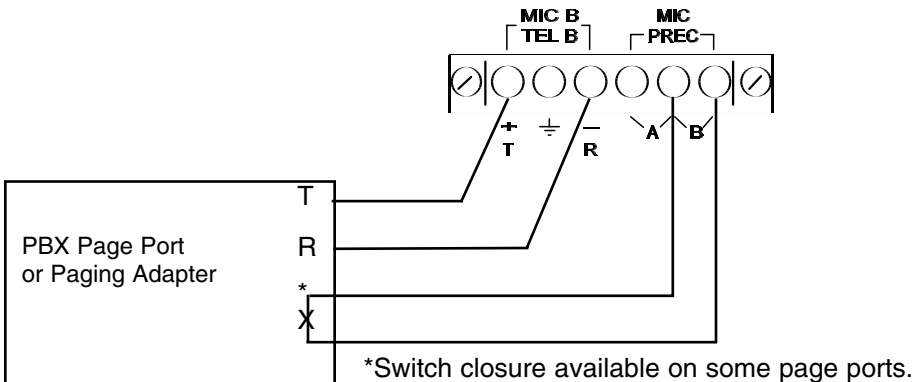 MIC B MIC
TEL B PREC
+ ⏚ − A B
T R
T
PBX Page Port R
or Paging Adapter
*
X
*Switch closure available on some page ports.